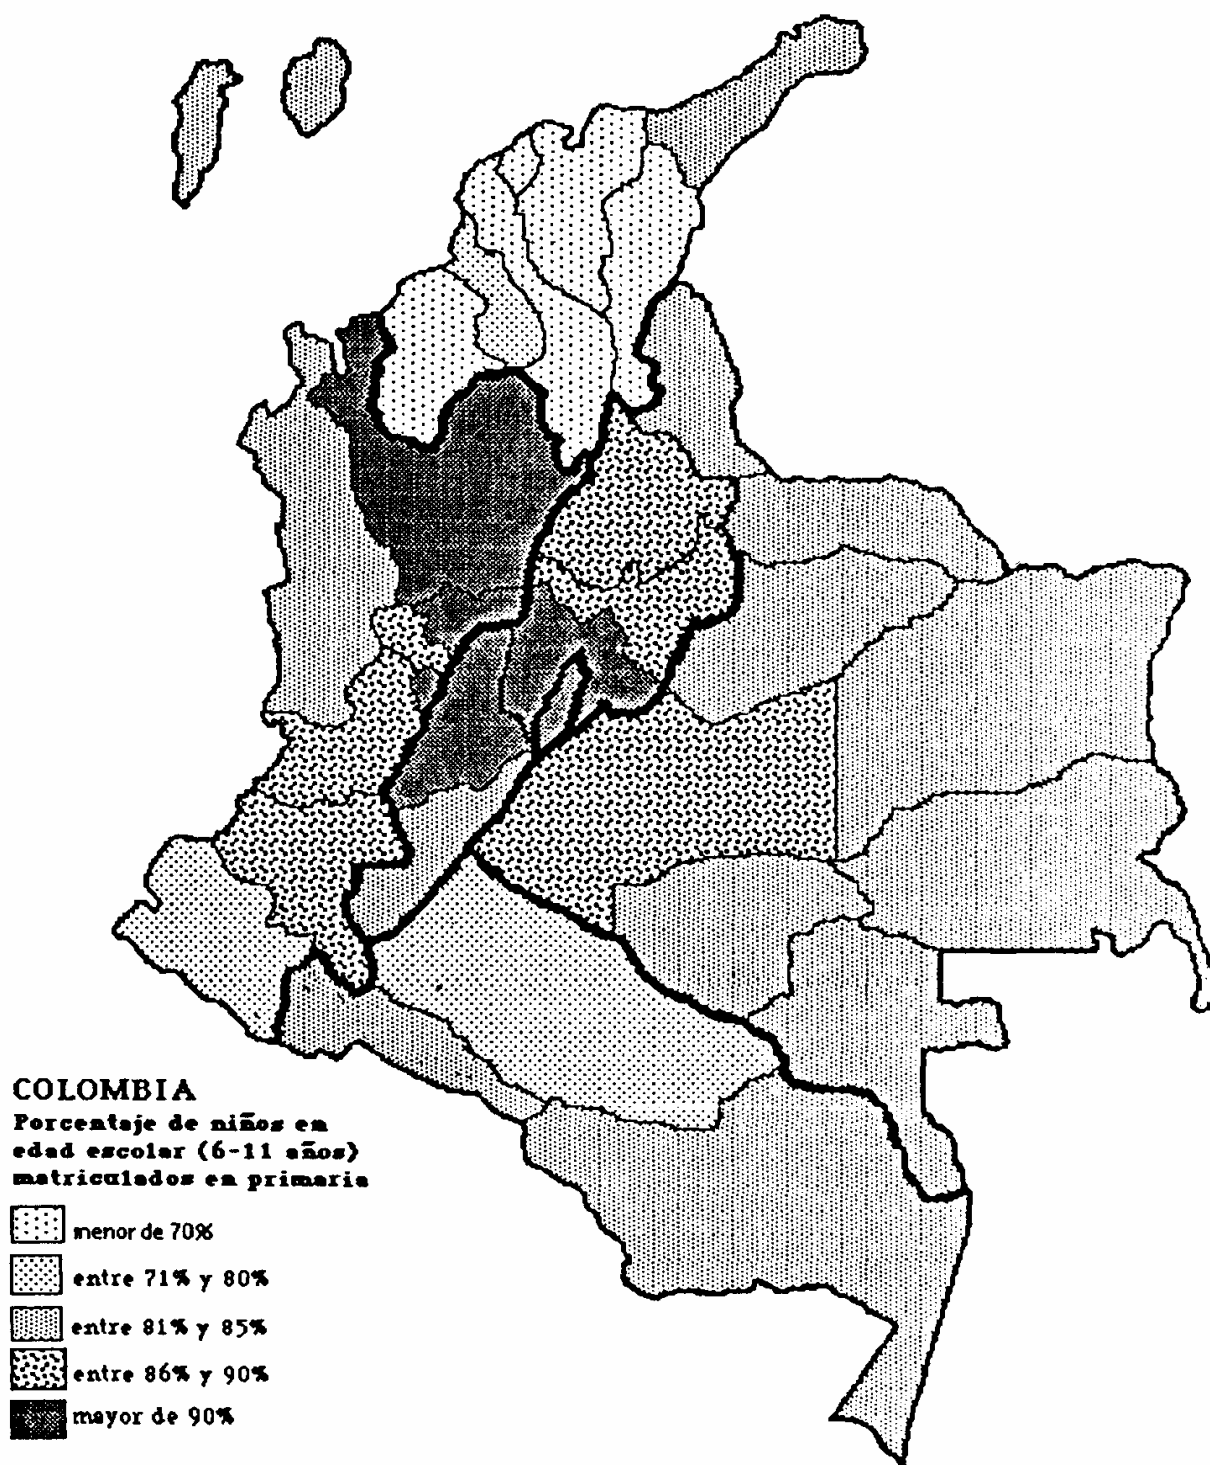 COLOMBIA
Porcentaje de niños en
edad escolar (6-11 años)
matriculados en primaria
menor de 70%
entre 71% y 80%
entre 81% y 85%
entre 86% y 90%
mayor de 90%